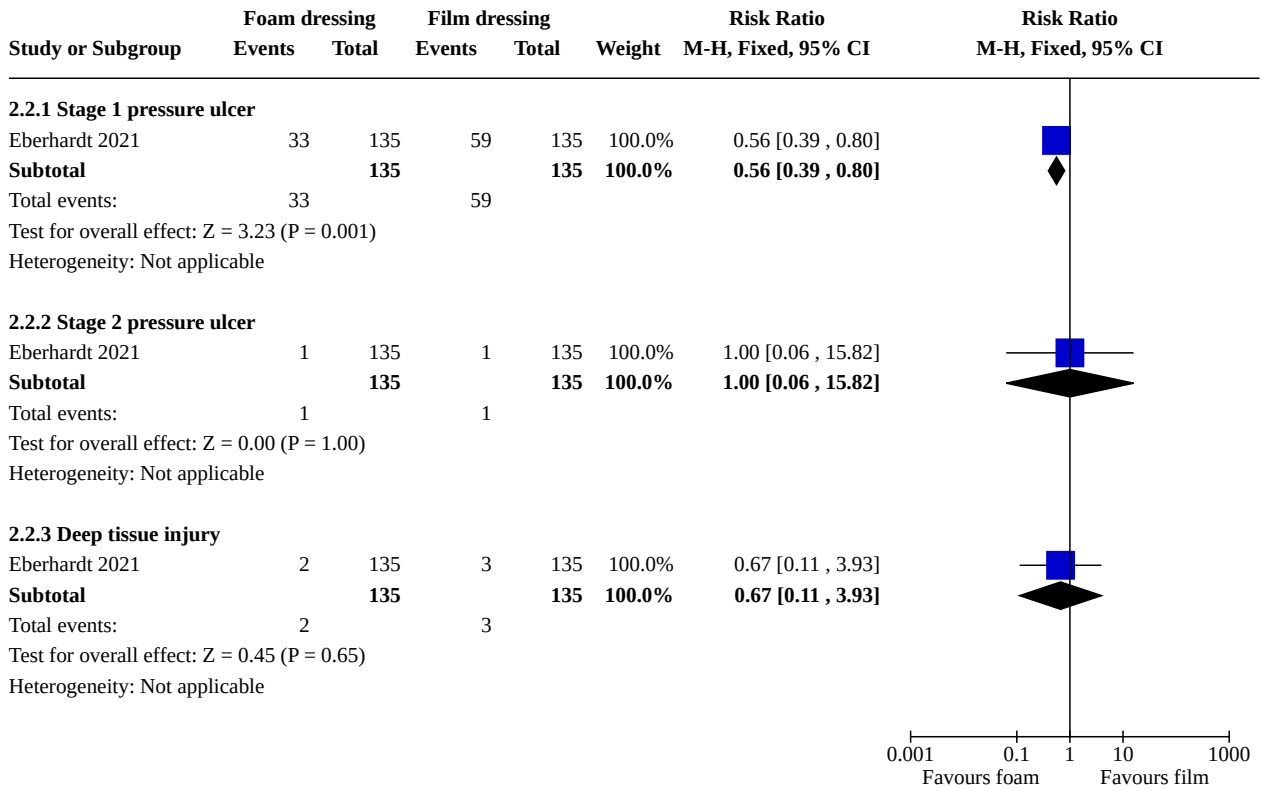 Foam dressing Film dressing Risk Ratio Risk Ratio
Study or Subgroup Events Total Events Total Weight M-H, Fixed, 95% CI M-H, Fixed, 95% CI
2.2.1 Stage 1 pressure ulcer
Eberhardt 2021 33 135 59 135 100.0% 0.56 [0.39 , 0.80]
Subtotal 135 135 100.0% 0.56 [0.39 , 0.80]
Total events: 33 59
Test for overall effect: Z = 3.23 (P = 0.001)
Heterogeneity: Not applicable
2.2.2 Stage 2 pressure ulcer
Eberhardt 2021 1 135 1 135 100.0% 1.00 [0.06 , 15.82]
Subtotal 135 135 100.0% 1.00 [0.06 , 15.82]
Total events: 1 1
Test for overall effect: Z = 0.00 (P = 1.00)
Heterogeneity: Not applicable
2.2.3 Deep tissue injury
Eberhardt 2021 2 135 3 135 100.0% 0.67 [0.11 , 3.93]
Subtotal 135 135 100.0% 0.67 [0.11 , 3.93]
Total events: 2 3
Test for overall effect: Z = 0.45 (P = 0.65)
Heterogeneity: Not applicable
0.001 0.1 1 10 1000
Favours foam Favours film